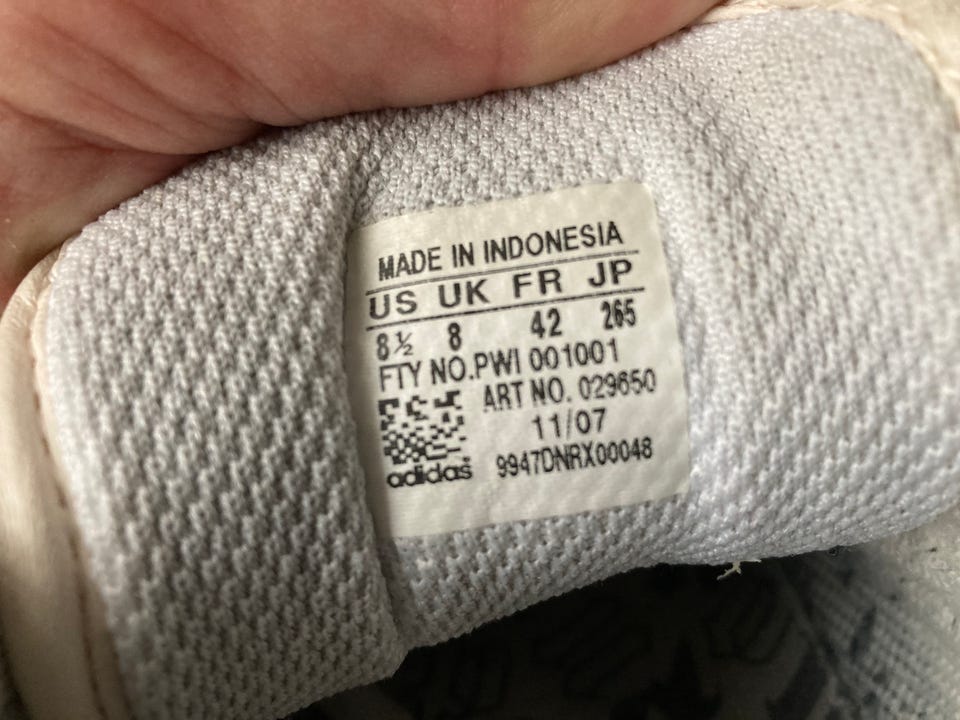 MADE IN INDONESIA
US UK FR JP
8½ 8 42 265
FTY NO.PWI 001001
ART NO. 029650
11/07
adidas 9947DNRX00048